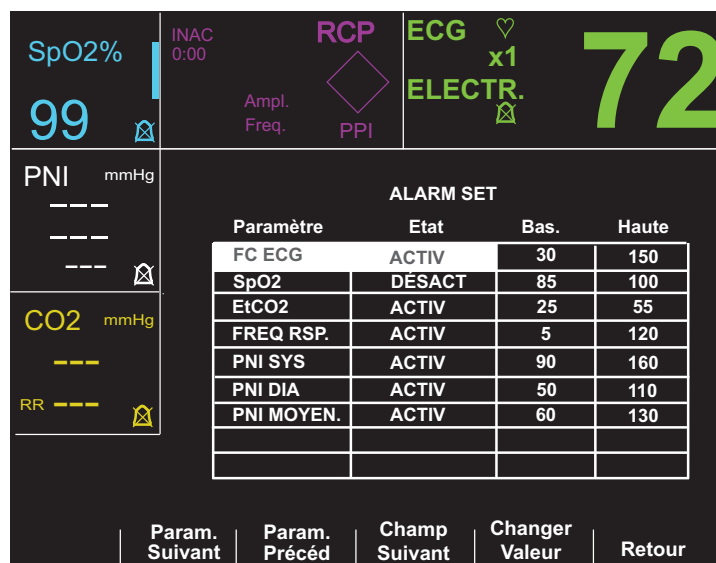 SpO2%
99
INAC
0:00
RCP
Ampl.
Freq.
PPI
ECG
x1
ELECTR.
72
PNI mmHg
---
---
---
CO2 mmHg
---
RR ---
ALARM SET
Paramètre Etat Bas. Haute
FC ECG ACTIV 30 150
SpO2 DÉSACT 85 100
EtCO2 ACTIV 25 55
FREQ RSP. ACTIV 5 120
PNI SYS ACTIV 90 160
PNI DIA ACTIV 50 110
PNI MOYEN. ACTIV 60 130
Param. Suivant
Param. Précéd
Champ Suivant
Changer Valeur
Retour